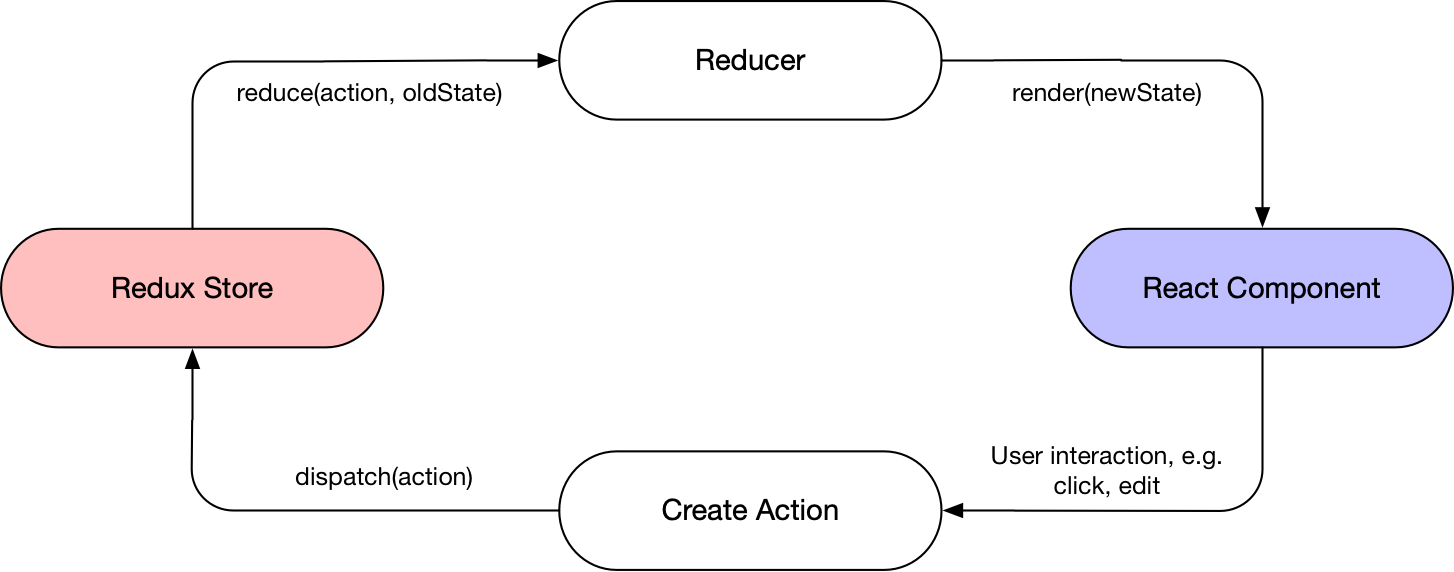 Reducer
reduce(action, oldState)
render(newState)
Redux Store
React Component
User interaction, e.g.
click, edit
dispatch(action)
Create Action